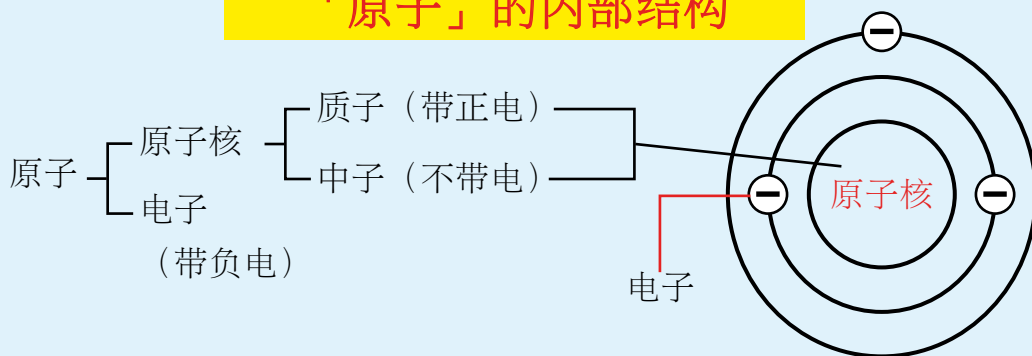 「原子」的内部结构
质子（带正电）
原子核
原子
中子（不带电）
电子
（带负电）
原子核
电子